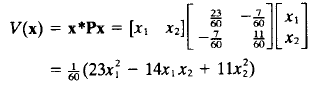 V(x) = x*Px = [x₁ x₂] [ 23/60 −7/60 ; −7/60 11/60 ] [ x₁ ; x₂ ]
= 1/60 (23x₁² − 14x₁x₂ + 11x₂²)